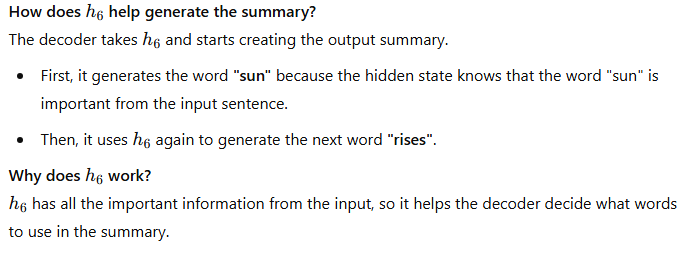 How does h₆ help generate the summary?
The decoder takes h₆ and starts creating the output summary.
• First, it generates the word "sun" because the hidden state knows that the word "sun" is
important from the input sentence.
• Then, it uses h₆ again to generate the next word "rises".
Why does h₆ work?
h₆ has all the important information from the input, so it helps the decoder decide what words
to use in the summary.